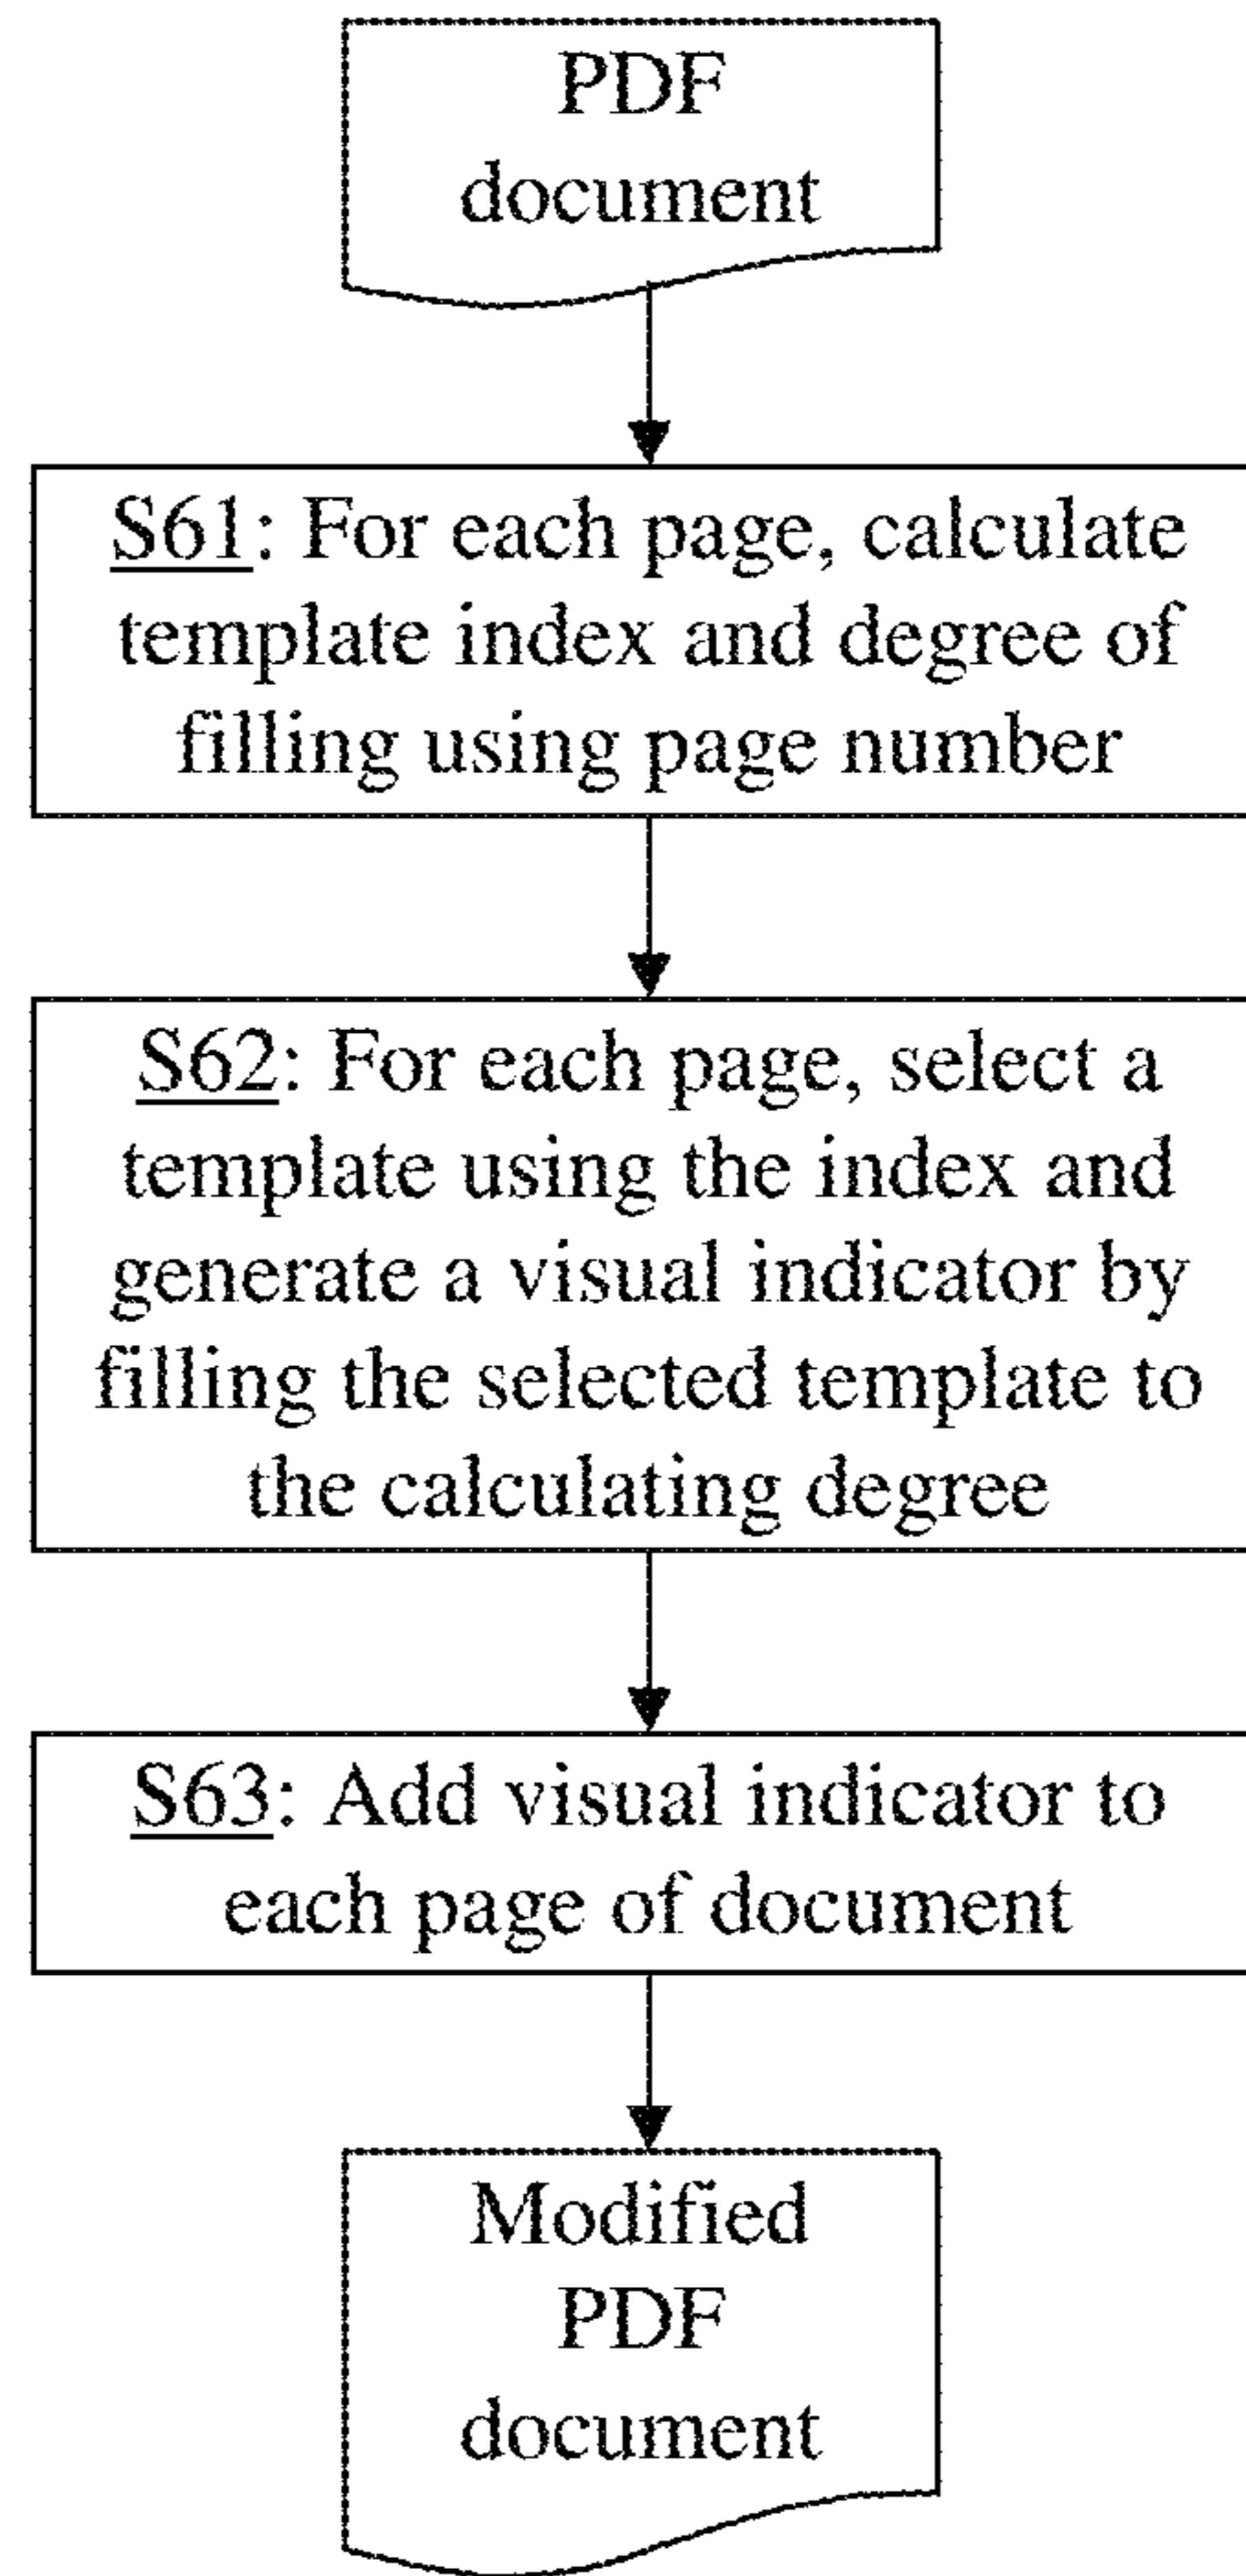 PDF
document
S61: For each page, calculate
template index and degree of
filling using page number
S62: For each page, select a
template using the index and
generate a visual indicator by
filling the selected template to
the calculating degree
S63: Add visual indicator to
each page of document
Modified
PDF
document